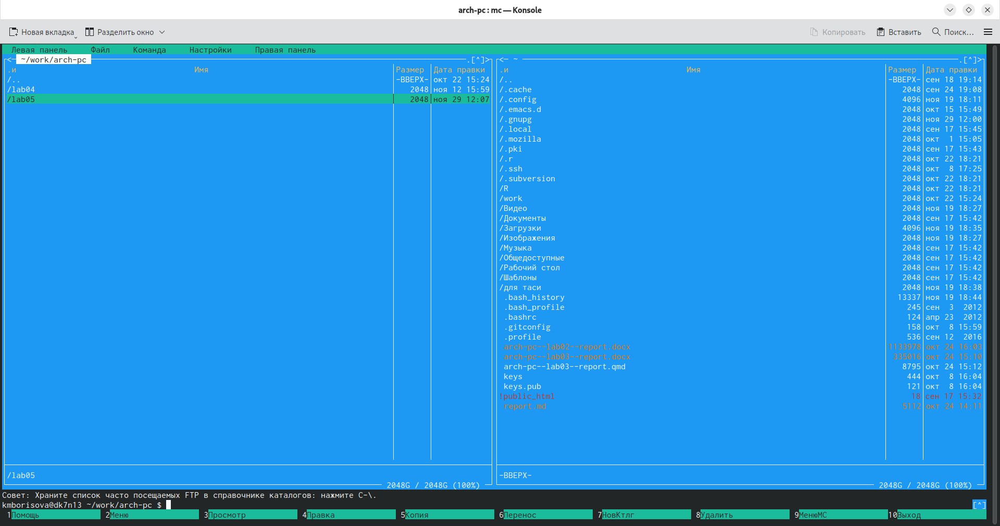 arch-pc : mc — Konsole
Новая вкладка Разделить окно Копировать Вставить Поиск...
Левая панель Файл Команда Настройки Правая панель
<─ ~/work/arch-pc .[^]>
.и Имя Размер Дата правки
/.. -ВВЕРХ- окт 22 15:24
/lab04 2048 ноя 12 15:59
/lab05 2048 ноя 29 12:07
/lab05
2048G / 2048G (100%)
<─ ~ .[^]>
.и Имя Размер Дата правки
/.. -ВВЕРХ- сен 18 19:14
/.cache 2048 сен 24 19:08
/.config 4096 ноя 19 18:11
/.emacs.d 2048 окт 15 15:49
/.gnupg 2048 ноя 29 12:00
/.local 2048 сен 17 15:45
/.mozilla 2048 окт 1 15:05
/.pki 2048 сен 17 15:43
/.r 2048 окт 22 18:21
/.ssh 2048 окт 8 17:25
/.subversion 2048 окт 22 18:21
/R 2048 окт 22 18:21
/work 2048 окт 22 15:24
/Видео 2048 ноя 19 18:27
/Документы 2048 сен 17 15:42
/Загрузки 4096 ноя 19 18:35
/Изображения 2048 ноя 19 18:27
/Музыка 2048 сен 17 15:42
/Общедоступные 2048 сен 17 15:42
/Рабочий стол 2048 сен 17 15:42
/Шаблоны 2048 сен 17 15:42
/для таси 2048 ноя 19 18:38
.bash_history 13337 ноя 19 18:44
.bash_profile 245 сен 3 2012
.bashrc 124 апр 23 2012
.gitconfig 158 окт 8 15:59
.profile 536 сен 12 2016
arch-pc--lab02--report.docx 1133978 окт 24 16:03
arch-pc--lab03--report.docx 335016 окт 24 15:10
arch-pc--lab03--report.qmd 8795 окт 24 15:12
keys 444 окт 8 16:04
keys.pub 121 окт 8 16:04
!public_html 18 сен 17 15:32
report.md 5112 окт 24 14:11
-ВВЕРХ-
2048G / 2048G (100%)
Совет: Храните список часто посещаемых FTP в справочнике каталогов: нажмите C-\.
kmborisova@dk7n13 ~/work/arch-pc $ [^]
1Помощь 2Меню 3Просмотр 4Правка 5Копия 6Перенос 7НовКтлг 8Удалить 9МенюMC 10Выход